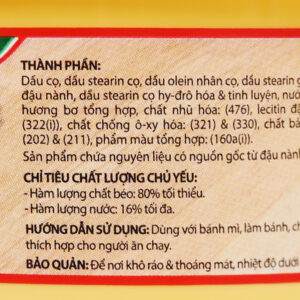 THÀNH PHẦN:
Dầu cọ, dầu stearin cọ, dầu olein nhân cọ, dầu stearin
đậu nành, dầu stearin cọ hy-đrô hóa & tinh luyện, nước
hương bơ tổng hợp, chất nhũ hóa: (476), lecithin
(322(i)), chất chống ô-xy hóa: (321) & (330), chất
(202) & (211), phẩm màu tổng hợp: (160a(i)).
Sản phẩm chứa nguyên liệu có nguồn gốc từ đậu nành
CHỈ TIÊU CHẤT LƯỢNG CHỦ YẾU:
- Hàm lượng chất béo: 80% tối thiểu.
- Hàm lượng nước: 16% tối đa.
HƯỚNG DẪN SỬ DỤNG: Dùng với bánh mì, làm bánh,
thích hợp cho người ăn chay.
BẢO QUẢN: Để nơi khô ráo & thoáng mát, nhiệt độ dưới